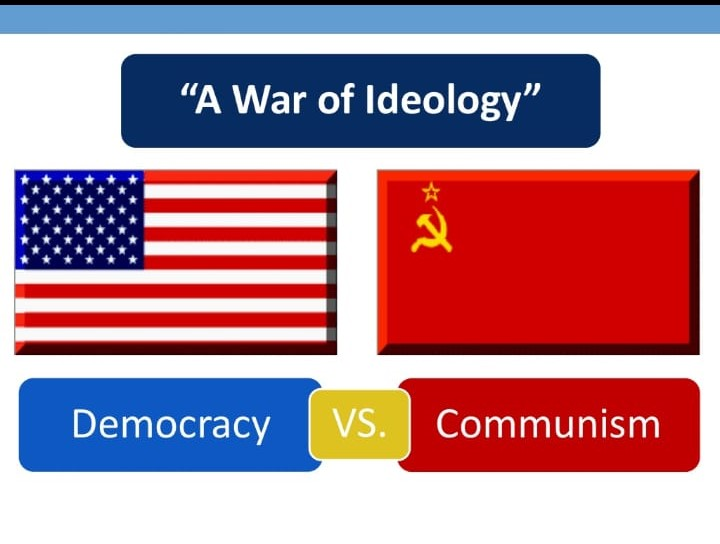 “A War of Ideology”
Democracy
VS.
Communism